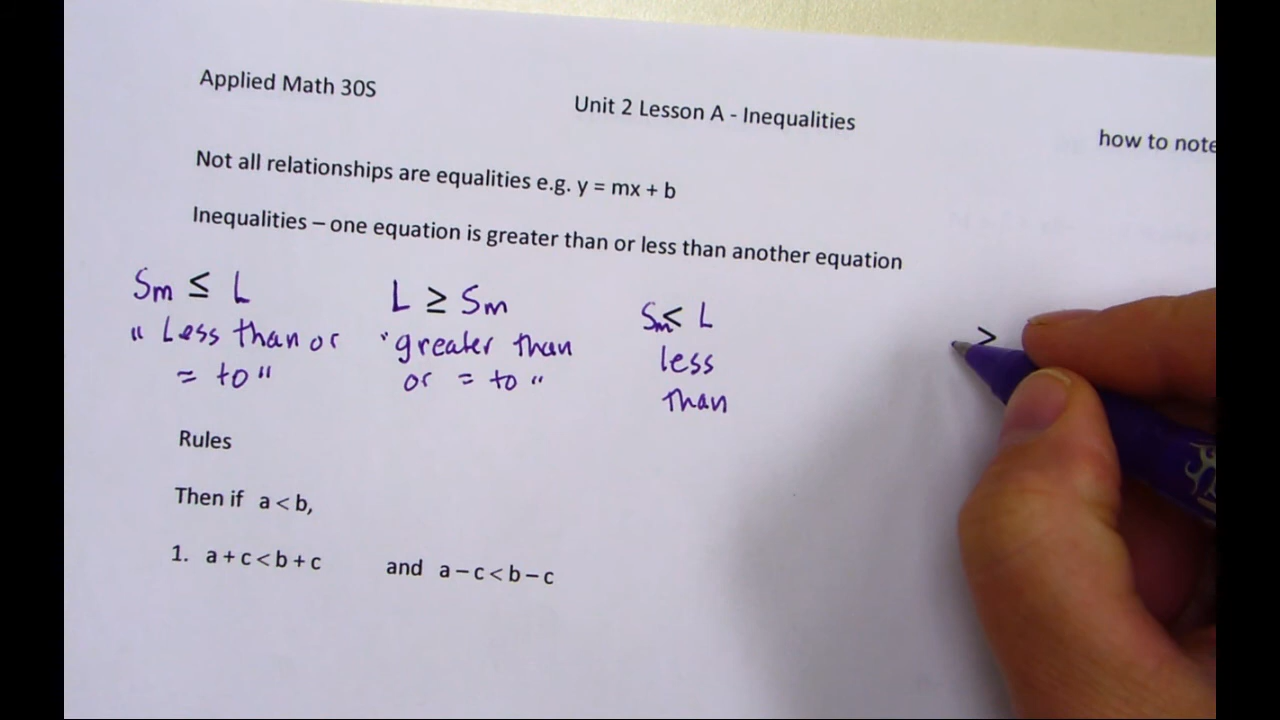 Applied Math 30S
Unit 2 Lesson A - Inequalities
how to note
Not all relationships are equalities e.g. y = mx + b
Inequalities – one equation is greater than or less than another equation
Sm ≤ L L ≥ Sm Sm < L >
" Less than or 'greater than less
= to " or = to " than
Rules
Then if a < b,
1. a + c < b + c and a – c < b – c